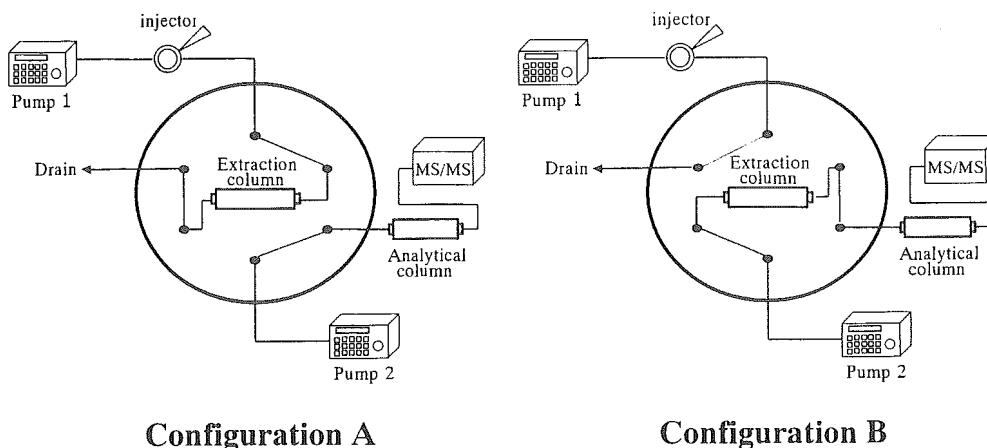 injector
Pump 1
Drain
Extraction
column
MS/MS
Analytical
column
Pump 2
Configuration A
injector
Pump 1
Drain
Extraction
column
MS/MS
Analytical
column
Pump 2
Configuration B